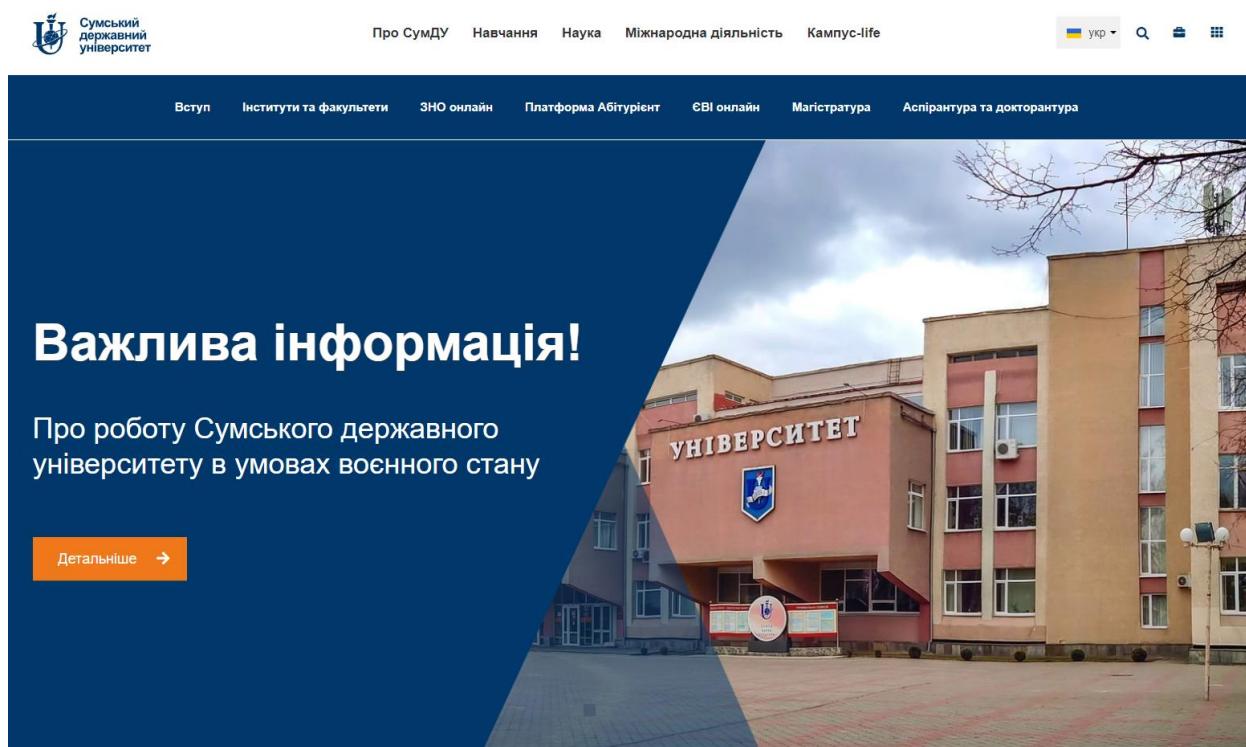 Сумський
державний
університет
Про СумДУ Навчання Наука Міжнародна діяльність Кампус-life
укр
Вступ Інститути та факультети ЗНО онлайн Платформа Абітурієнт ЄВІ онлайн Магістратура Аспірантура та докторантура
Важлива інформація!
Про роботу Сумського державного
університету в умовах воєнного стану
Детальніше
УНІВЕРСИТЕТ